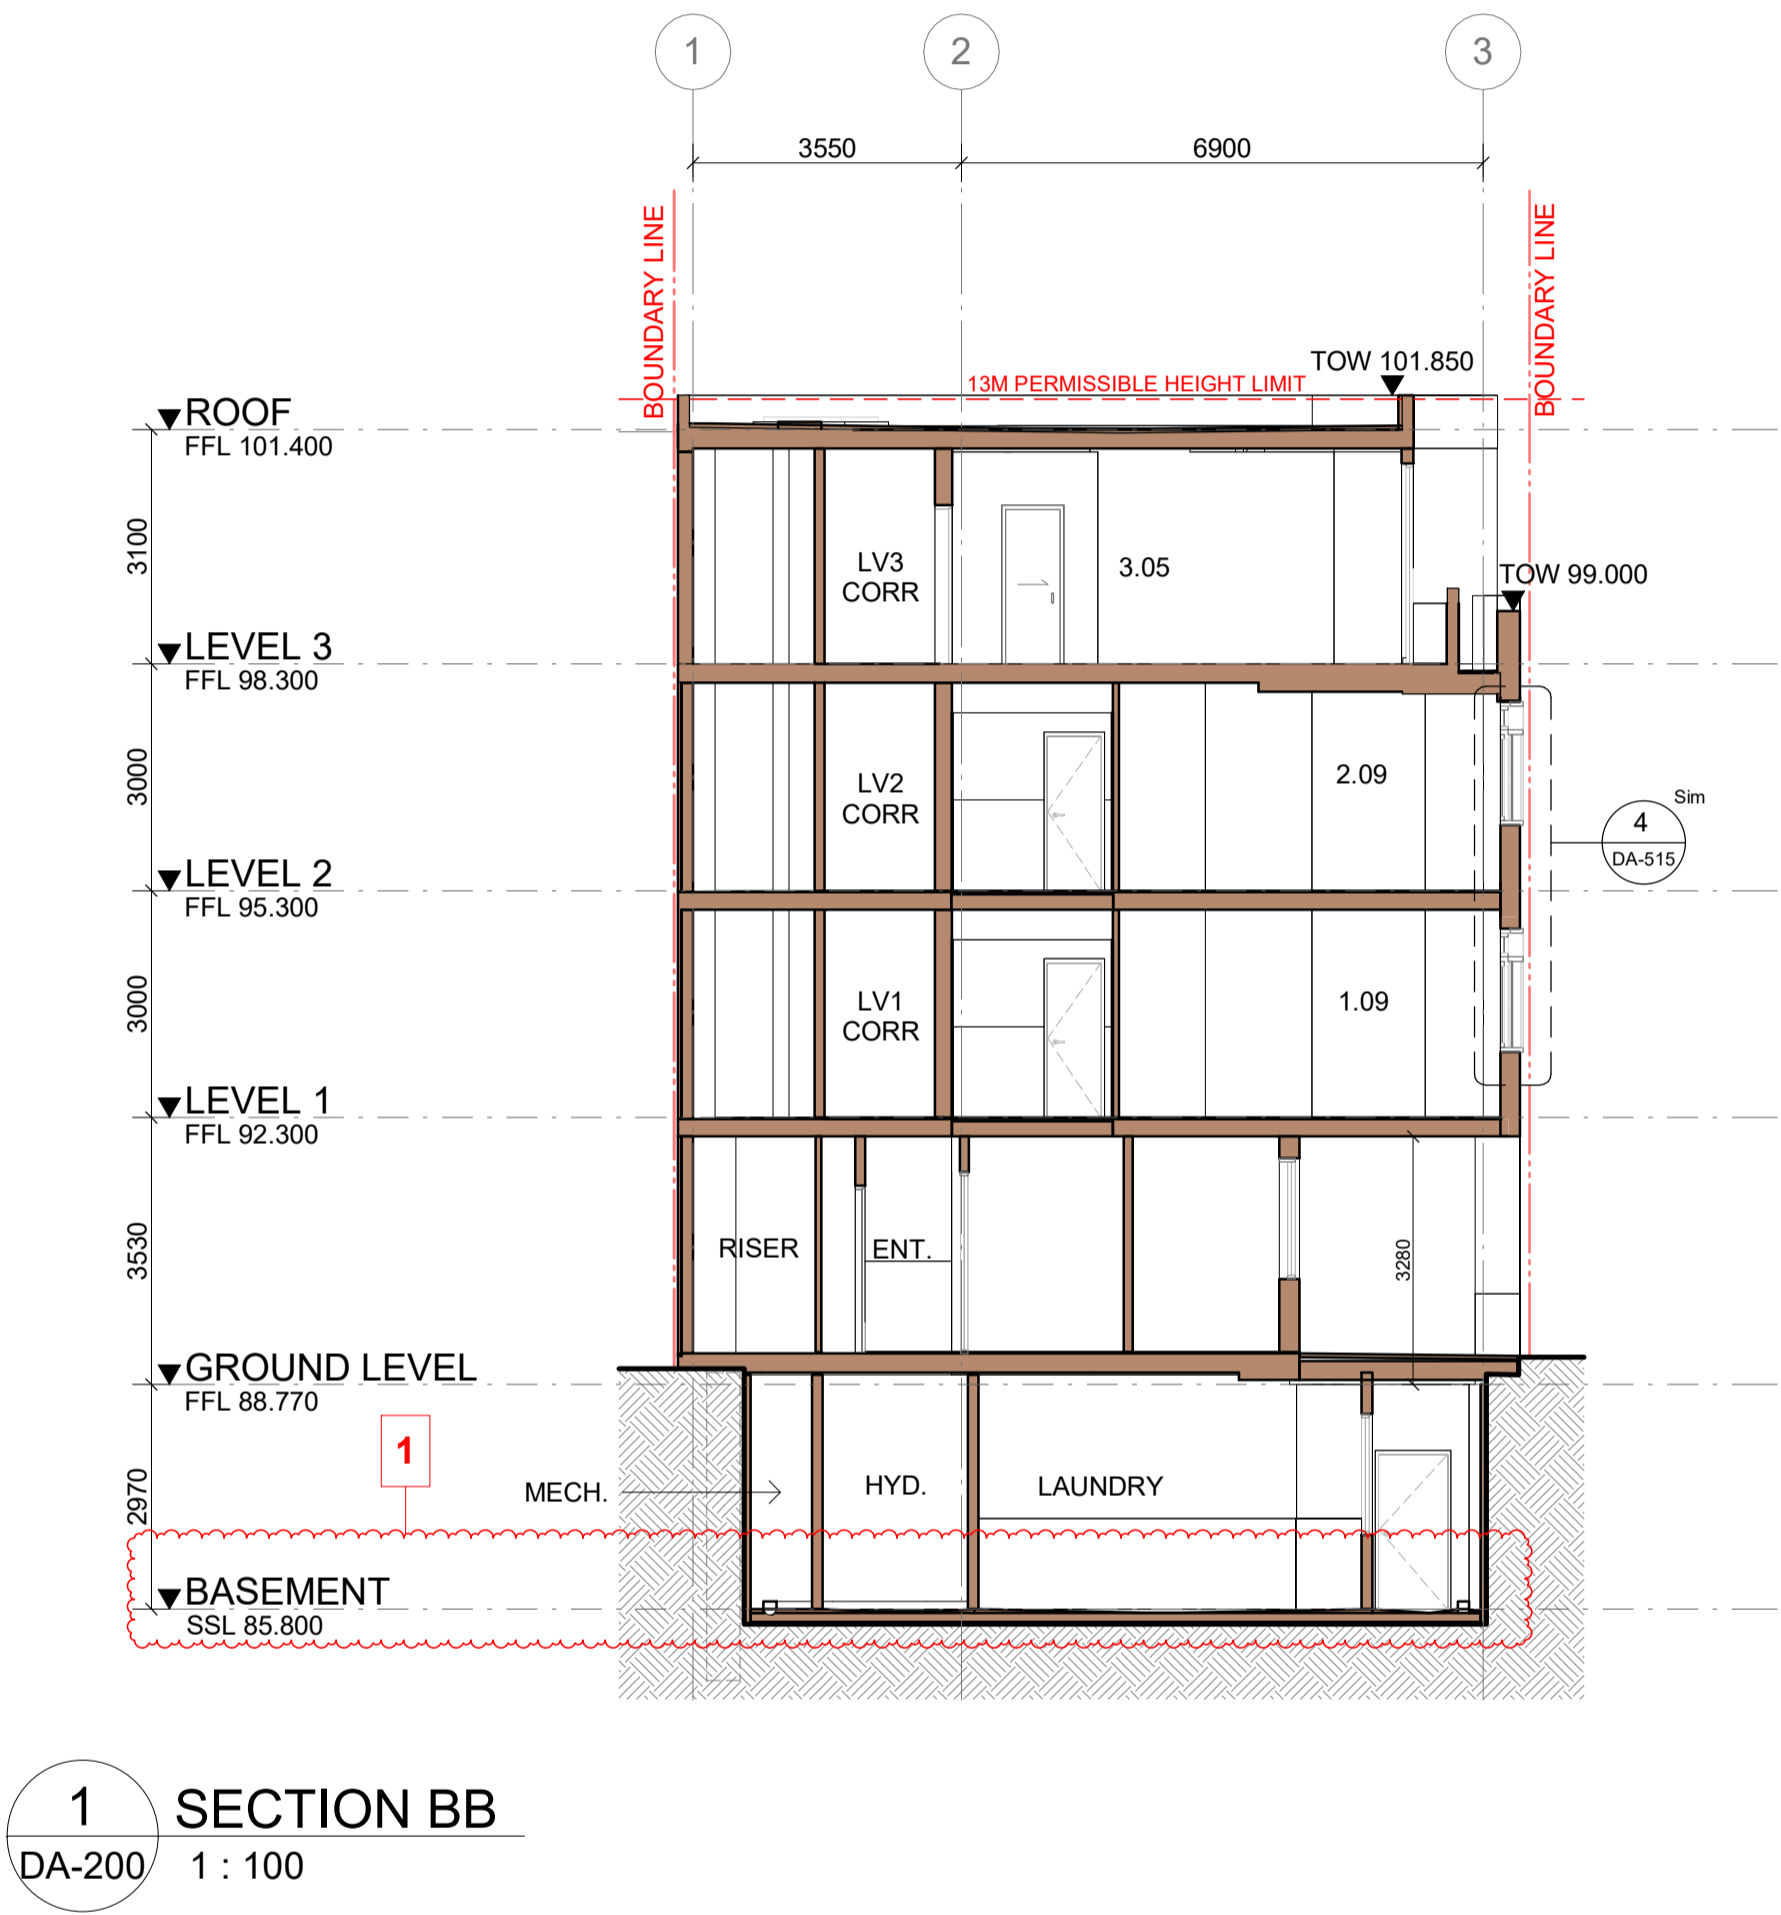 1
2
3
3550
6900
BOUNDARY LINE
BOUNDARY LINE
TOW 101.850
13M PERMISSIBLE HEIGHT LIMIT
ROOF
FFL 101.400
3100
LV3
CORR
3.05
TOW 99.000
LEVEL 3
FFL 98.300
3000
LV2
CORR
2.09
Sim
4
DA-515
LEVEL 2
FFL 95.300
3000
LV1
CORR
1.09
LEVEL 1
FFL 92.300
3530
RISER
ENT.
3280
GROUND LEVEL
FFL 88.770
1
2970
MECH.
HYD.
LAUNDRY
BASEMENT
SSL 85.800
1
SECTION BB
DA-200
1 : 100